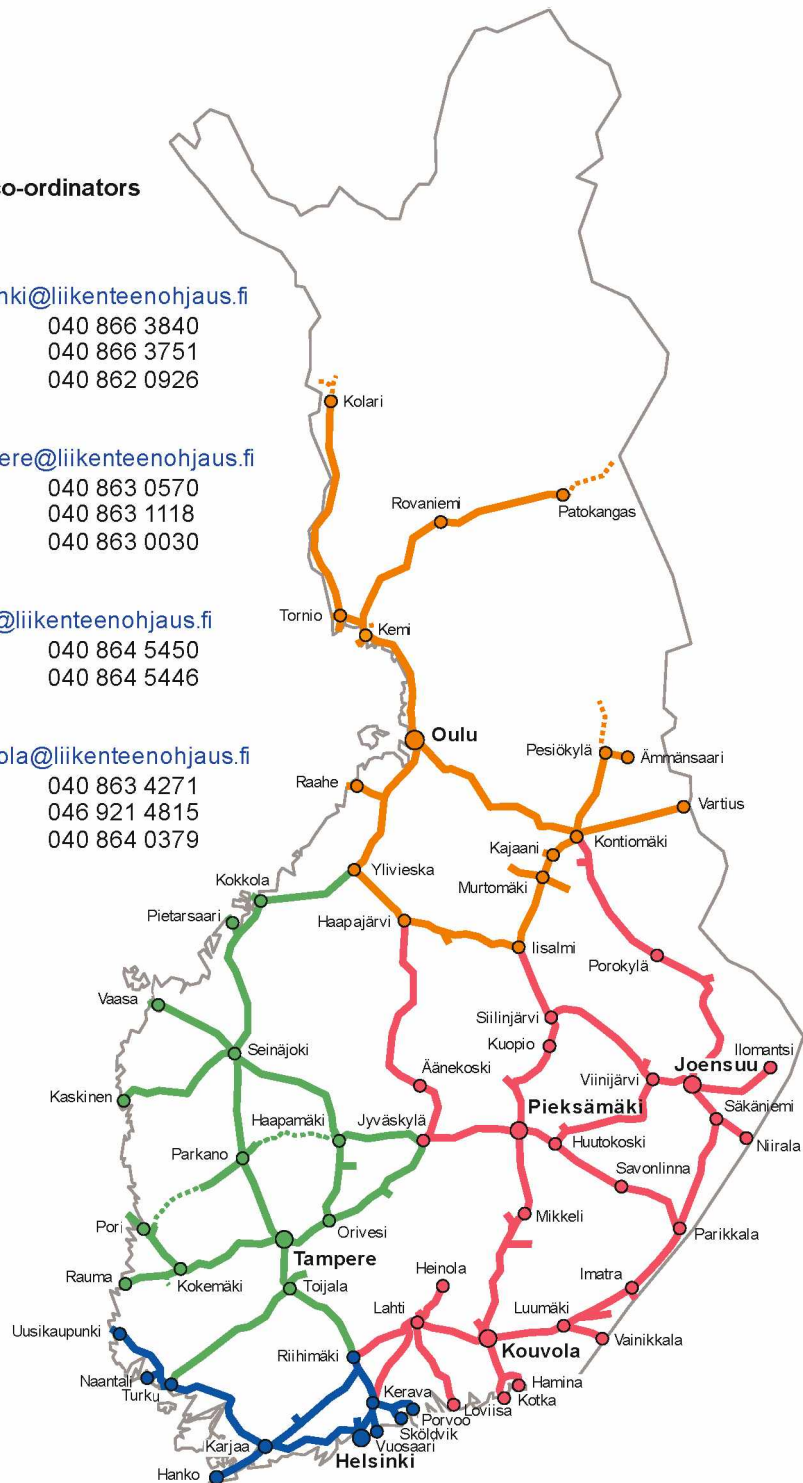 co-ordinators
nki@liikenteenohjaus.fi
040 866 3840
040 866 3751
040 862 0926
ere@liikenteenohjaus.fi
040 863 0570
040 863 1118
040 863 0030
@liikenteenohjaus.fi
040 864 5450
040 864 5446
ola@liikenteenohjaus.fi
040 863 4271
046 921 4815
040 864 0379
Kolari
Rovaniemi
Patokangas
Tornio
Kemi
Oulu
Pesiökylä
Ämmänsaari
Raahe
Vartius
Kontiomäki
Kajaani
Ylivieska
Murtomäki
Kokkola
Pietarsaari
Haapajärvi
Iisalmi
Porokylä
Vaasa
Siilinjärvi
Kuopio
Seinäjoki
Ilomantsi
Joensuu
Äänekoski
Viinijärvi
Kaskinen
Pieksämäki
Säkäniemi
Haapamäki
Jyväskylä
Huutokoski
Niirala
Parkano
Savonlinna
Mikkeli
Pori
Orivesi
Parikkala
Tampere
Rauma
Kokemäki
Toijala
Heinola
Imatra
Lahti
Luumäki
Uusikaupunki
Vainikkala
Kouvola
Riihimäki
Naantali
Turku
Kerava
Hamina
Loviisa
Kotka
Porvoo
Sköldvik
Karjaa
Vuosaari
Helsinki
Hanko